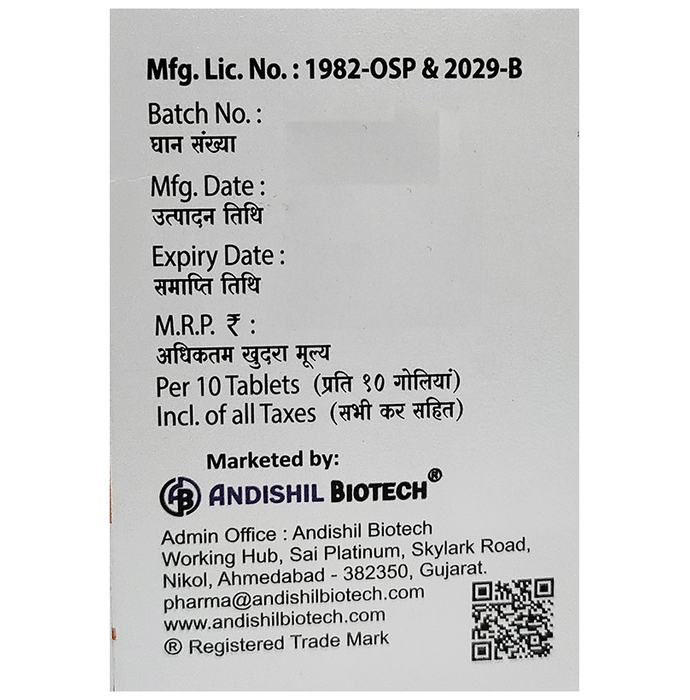 Mfg. Lic. No. : 1982-OSP & 2029-B
Batch No. :
घान संख्या
Mfg. Date :
उत्पादन तिथि
Expiry Date :
समाप्ति तिथि
M.R.P. ₹ :
अधिकतम खुदरा मूल्य
Per 10 Tablets (प्रति १० गोलियां)
Incl. of all Taxes (सभी कर सहित)
Marketed by:
AB ANDISHIL BIOTECH®
Admin Office : Andishil Biotech
Working Hub, Sai Platinum, Skylark Road,
Nikol, Ahmedabad - 382350, Gujarat.
pharma@andishilbiotech.com
www.andishilbiotech.com
® Registered Trade Mark